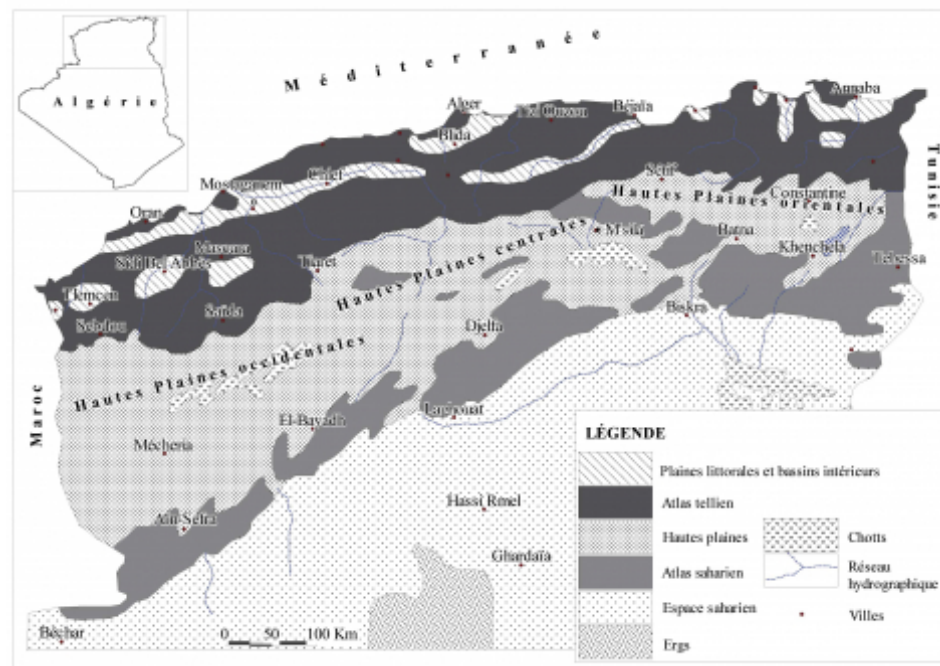 Algérie
Méditerranée
Alger
Tizi Ouzou
Béjaïa
Annaba
Blida
Chlef
Mostaganem
Sétif
Constantine
Oran
Hautes Plaines orientales
Tunisie
M'sila
Batna
Mascara
Khenchela
Sidi Bel Abbès
Tiaret
Hautes Plaines centrales
Tebessa
Tlemcen
Saïda
Biskra
Sebdou
Djelfa
Hautes Plaines occidentales
Maroc
Laghouat
El-Bayadh
Mécheria
Hassi Rmel
Aïn-Sefra
Ghardaïa
Béchar
0 50 100 Km
LÉGENDE
Plaines littorales et bassins intérieurs
Atlas tellien
Hautes plaines
Chotts
Atlas saharien
Réseau
hydrographique
Espace saharien
Villes
Ergs